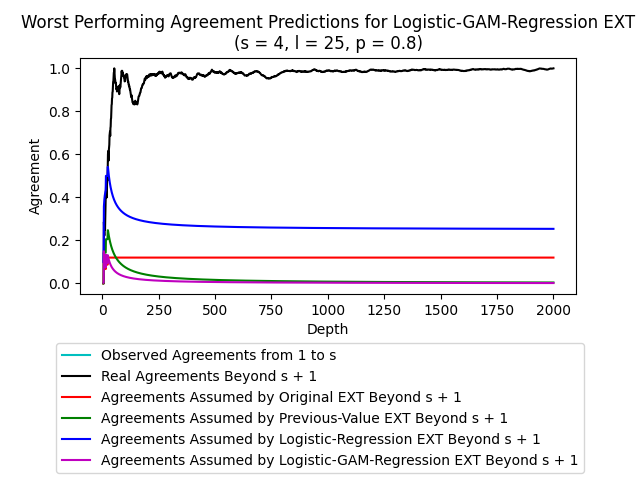 Worst Performing Agreement Predictions for Logistic-GAM-Regression EXT
(s = 4, l = 25, p = 0.8)
1.0
0.8
0.6
0.4
0.2
0.0
Agreement
0 250 500 750 1000 1250 1500 1750 2000
Depth
Observed Agreements from 1 to s
Real Agreements Beyond s + 1
Agreements Assumed by Original EXT Beyond s + 1
Agreements Assumed by Previous-Value EXT Beyond s + 1
Agreements Assumed by Logistic-Regression EXT Beyond s + 1
Agreements Assumed by Logistic-GAM-Regression EXT Beyond s + 1